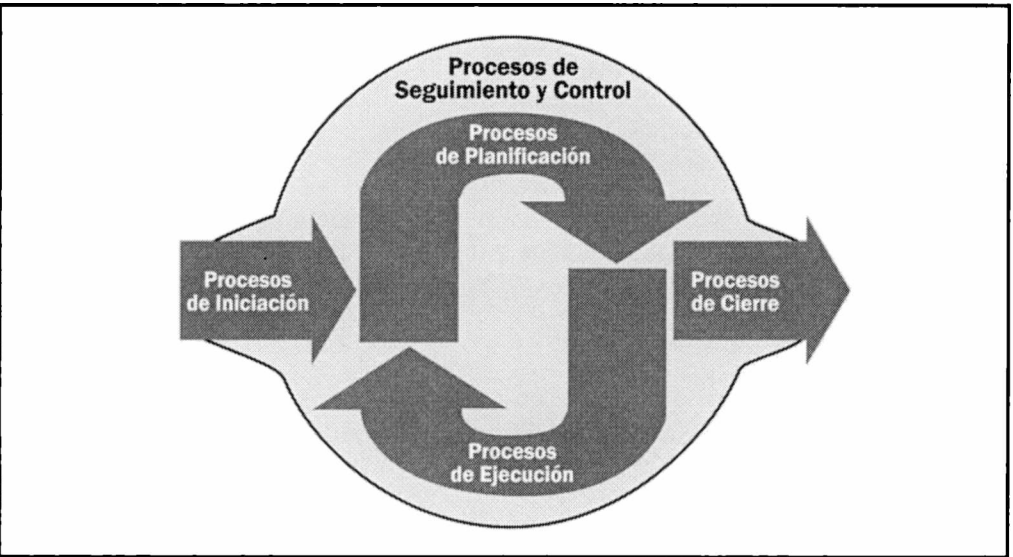 Procesos de
Seguimiento y Control
Procesos
de Planificación
Procesos
de Iniciación
Procesos
de Cierre
Procesos
de Ejecución